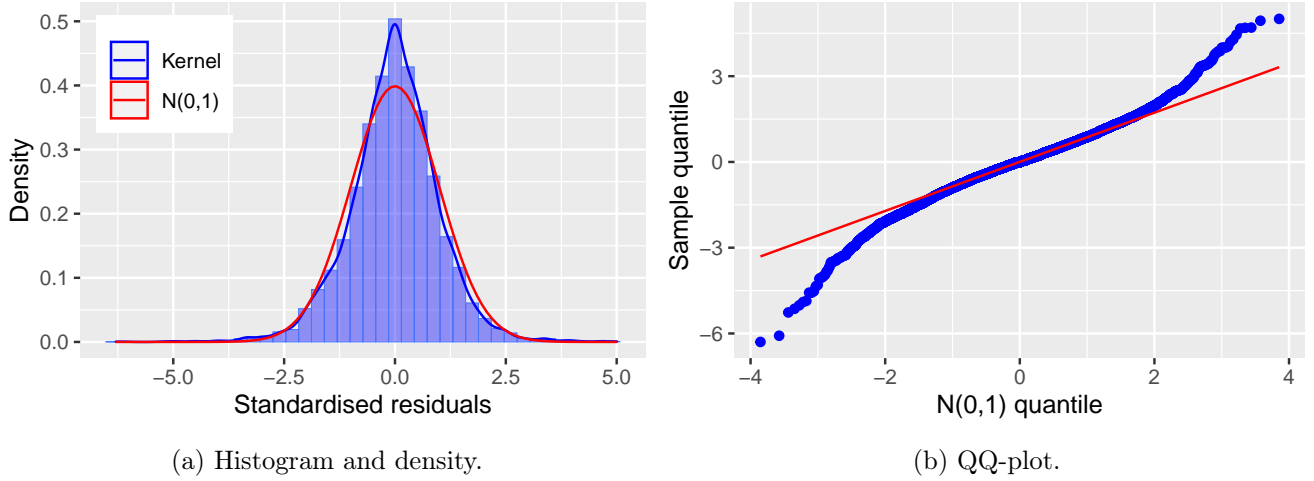 0.5
0.4
0.3
0.2
0.1
0.0
Density
Kernel
N(0,1)
−5.0 −2.5 0.0 2.5 5.0
Standardised residuals
(a) Histogram and density.
3
0
−3
−6
Sample quantile
−4 −2 0 2 4
N(0,1) quantile
(b) QQ-plot.